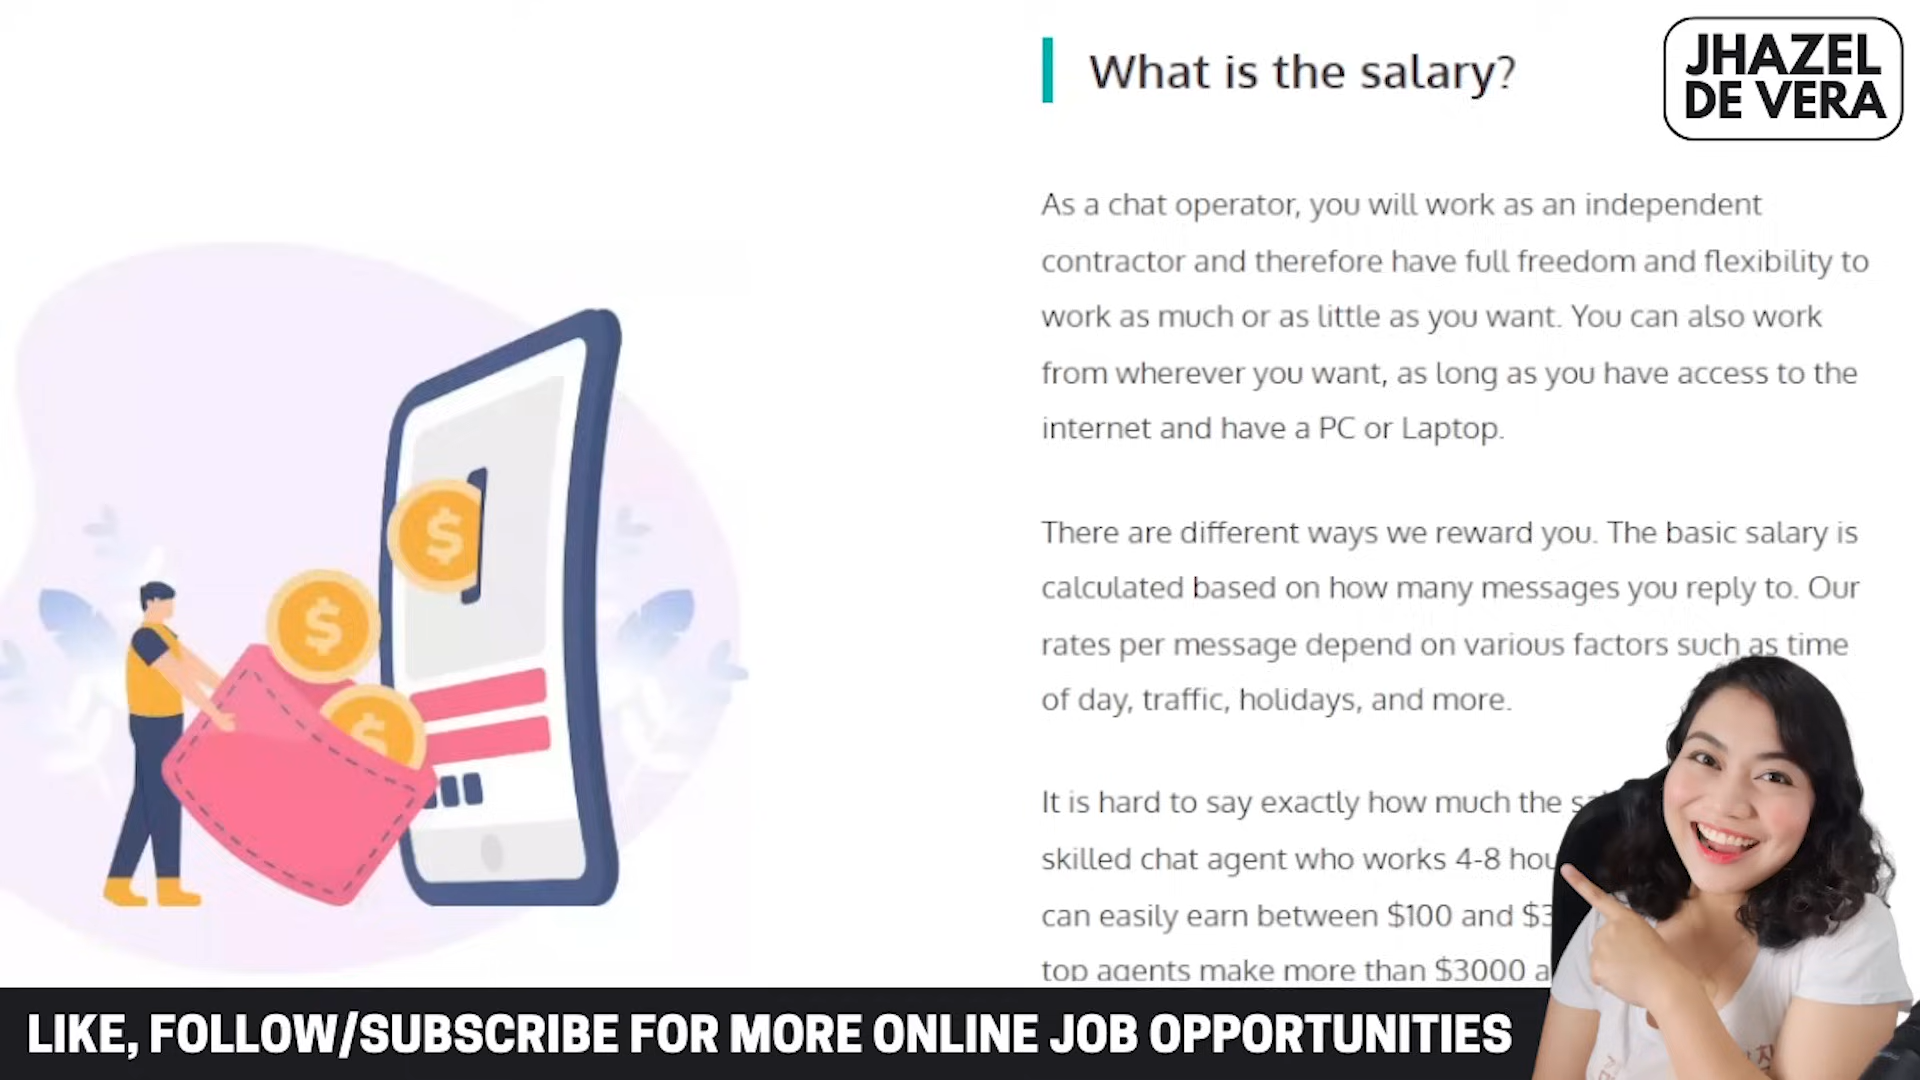 What is the salary?
JHAZEL
DE VERA
As a chat operator, you will work as an independent
contractor and therefore have full freedom and flexibility to
work as much or as little as you want. You can also work
from wherever you want, as long as you have access to the
internet and have a PC or Laptop.
There are different ways we reward you. The basic salary is
calculated based on how many messages you reply to. Our
rates per message depend on various factors such as time
of day, traffic, holidays, and more.
It is hard to say exactly how much the
skilled chat agent who works 4-8
can easily earn between $100 and
top agents make more than $3000
LIKE, FOLLOW/SUBSCRIBE FOR MORE ONLINE JOB OPPORTUNITIES